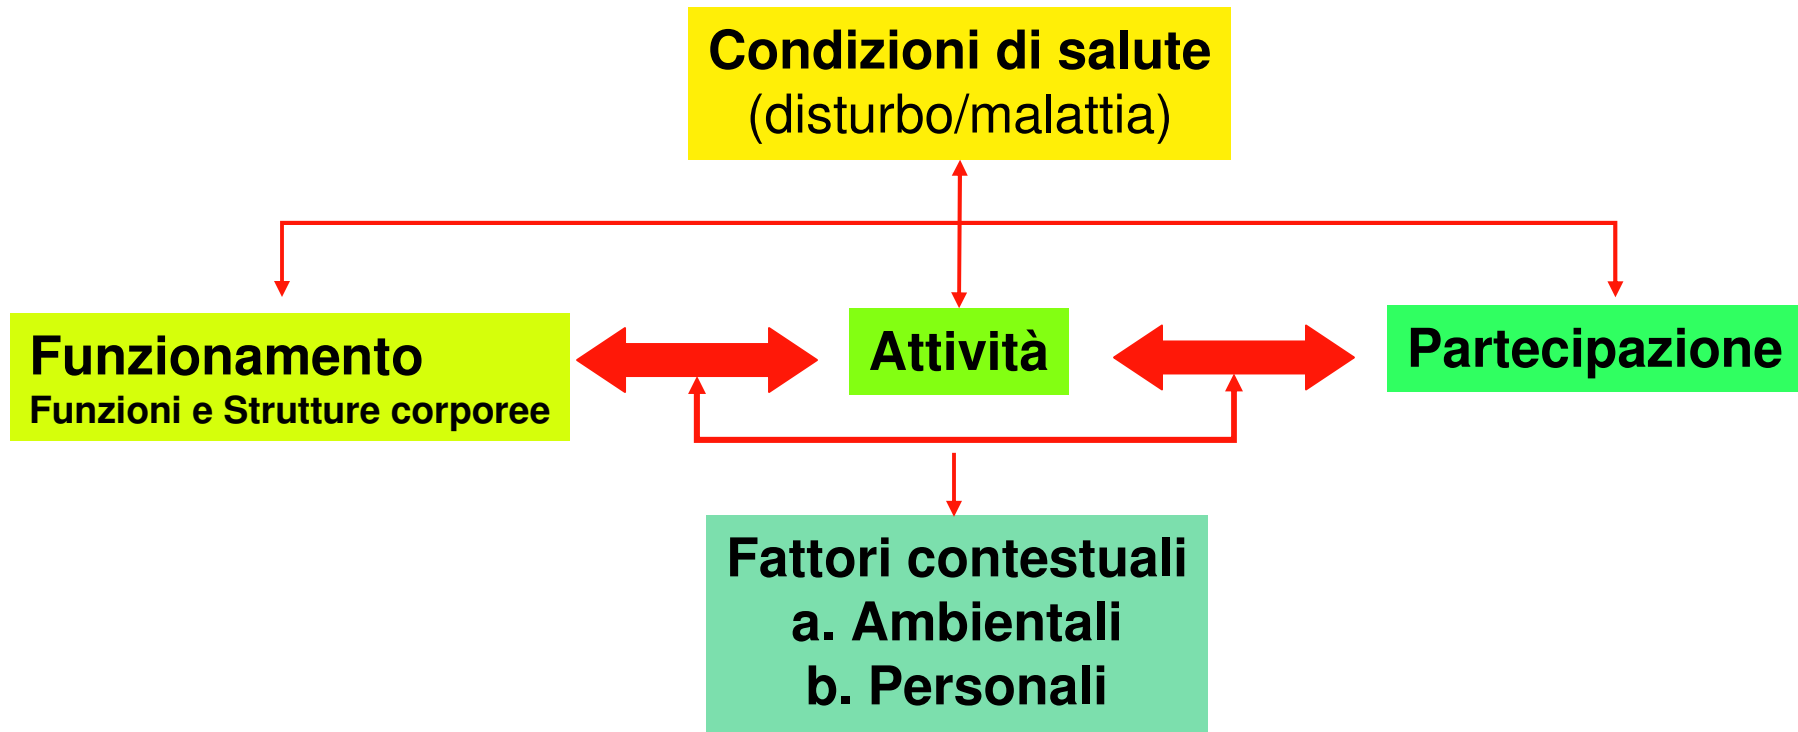 Condizioni di salute
(disturbo/malattia)
Funzionamento
Funzioni e Strutture corporee
Attività
Partecipazione
Fattori contestuali
a. Ambientali
b. Personali